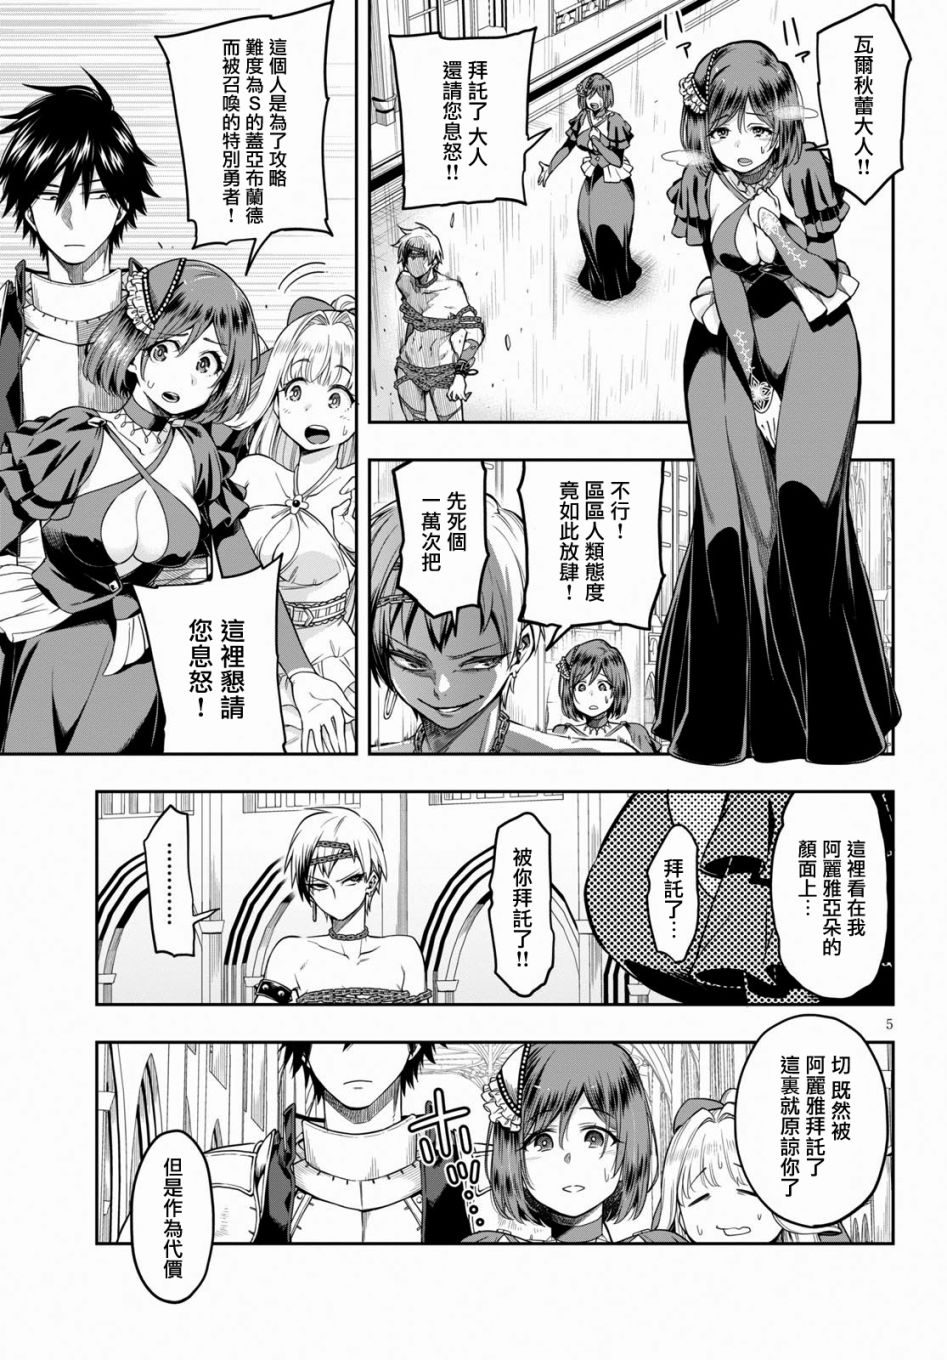 瓦爾秋蕾大人!!
拜託了 大人
還請您息怒!!
這個人是為了攻略
難度為S的蓋亞布蘭德
而被召喚的特別勇者！
這裡懇請
您息怒！
不行！
區區人類態度
竟如此放肆！
先死個
一萬次把
這裡看在我
阿麗雅亞朵的
顏面上…
拜託了…
被你拜託了!!
………
5
切 既然被
阿麗雅拜託了
這裏就原諒你了
但是作為代價